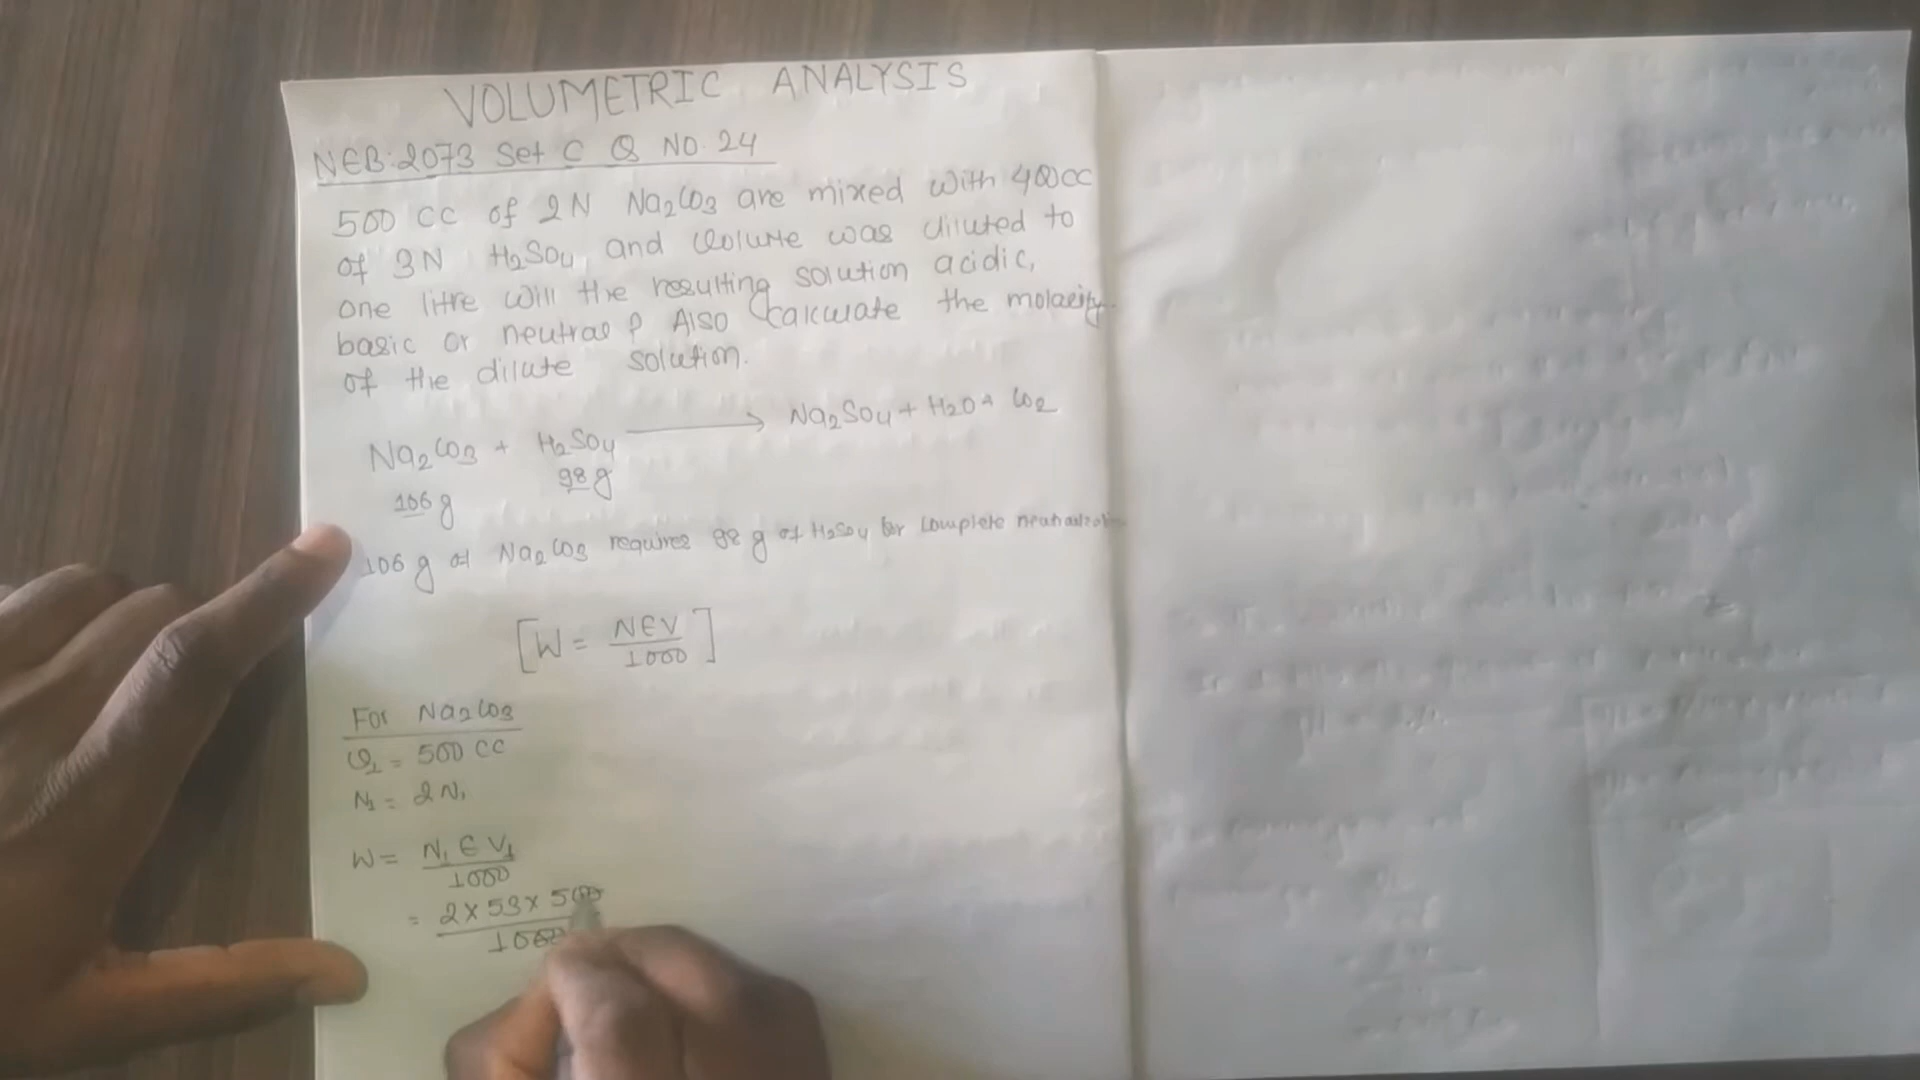 VOLUMETRIC ANALYSIS
NEB:2073 Set C Q NO. 24
500 CC of 2N Na2CO3 are mixed with 400cc
of 3N H2SO4 and Volume was diluted to
one litre will the resulting solution acidic,
basic or neutral ? Also calculate the molarity
of the dilute solution.
Na2CO3 + H2SO4 → Na2SO4 + H2O + CO2
106 g 98 g
106 g of Na2CO3 requires 98 g of H2SO4 for complete neutralization
[W = NEV/1000]
For Na2CO3
V1 = 500 CC
N1 = 2N,
W = N1 E V1/1000
= 2 x 53 x 500/1000